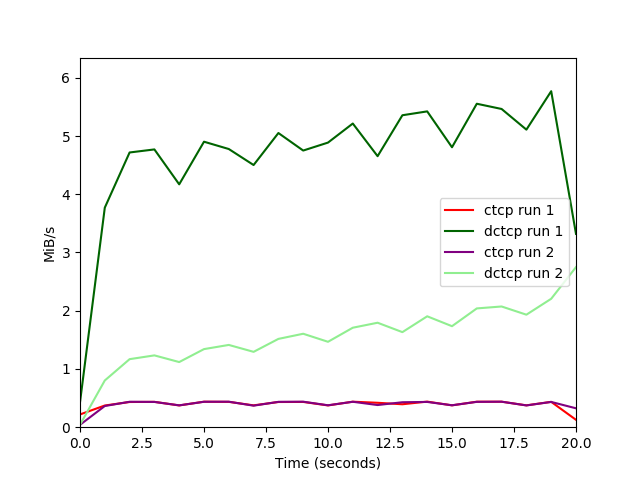 6
5
4
3
2
1
0
MiB/s
0.0 2.5 5.0 7.5 10.0 12.5 15.0 17.5 20.0
Time (seconds)
ctcp run 1
dctcp run 1
ctcp run 2
dctcp run 2